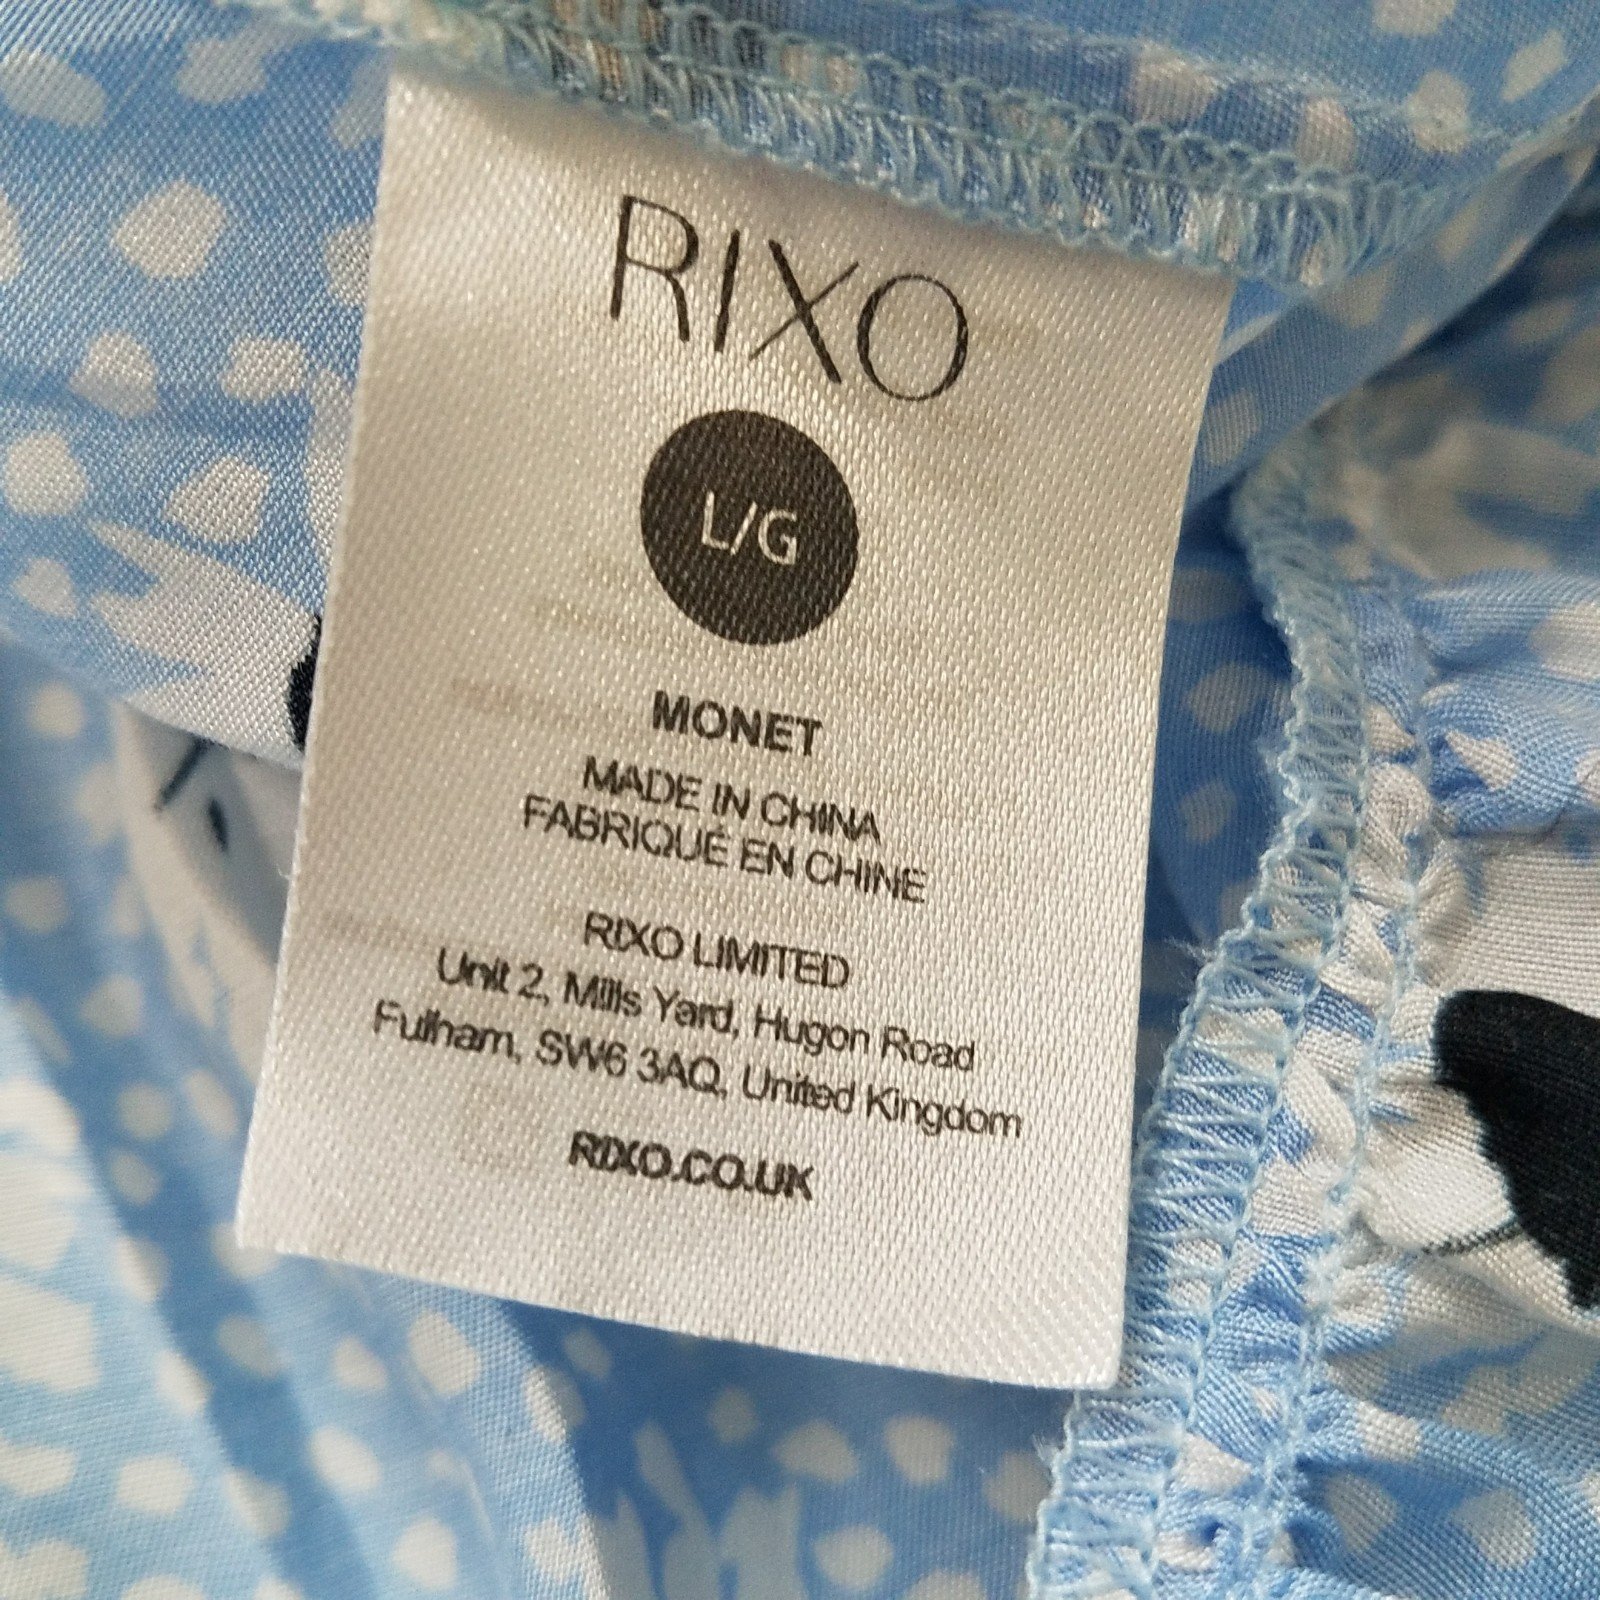 RIXO
L/G
MONET
MADE IN CHINA
FABRIQUÉ EN CHINE
RIXO LIMITED
Unit 2, Mills Yard, Hugon Road
Fulham, SW6 3AQ, United Kingdom
RIXO.CO.UK